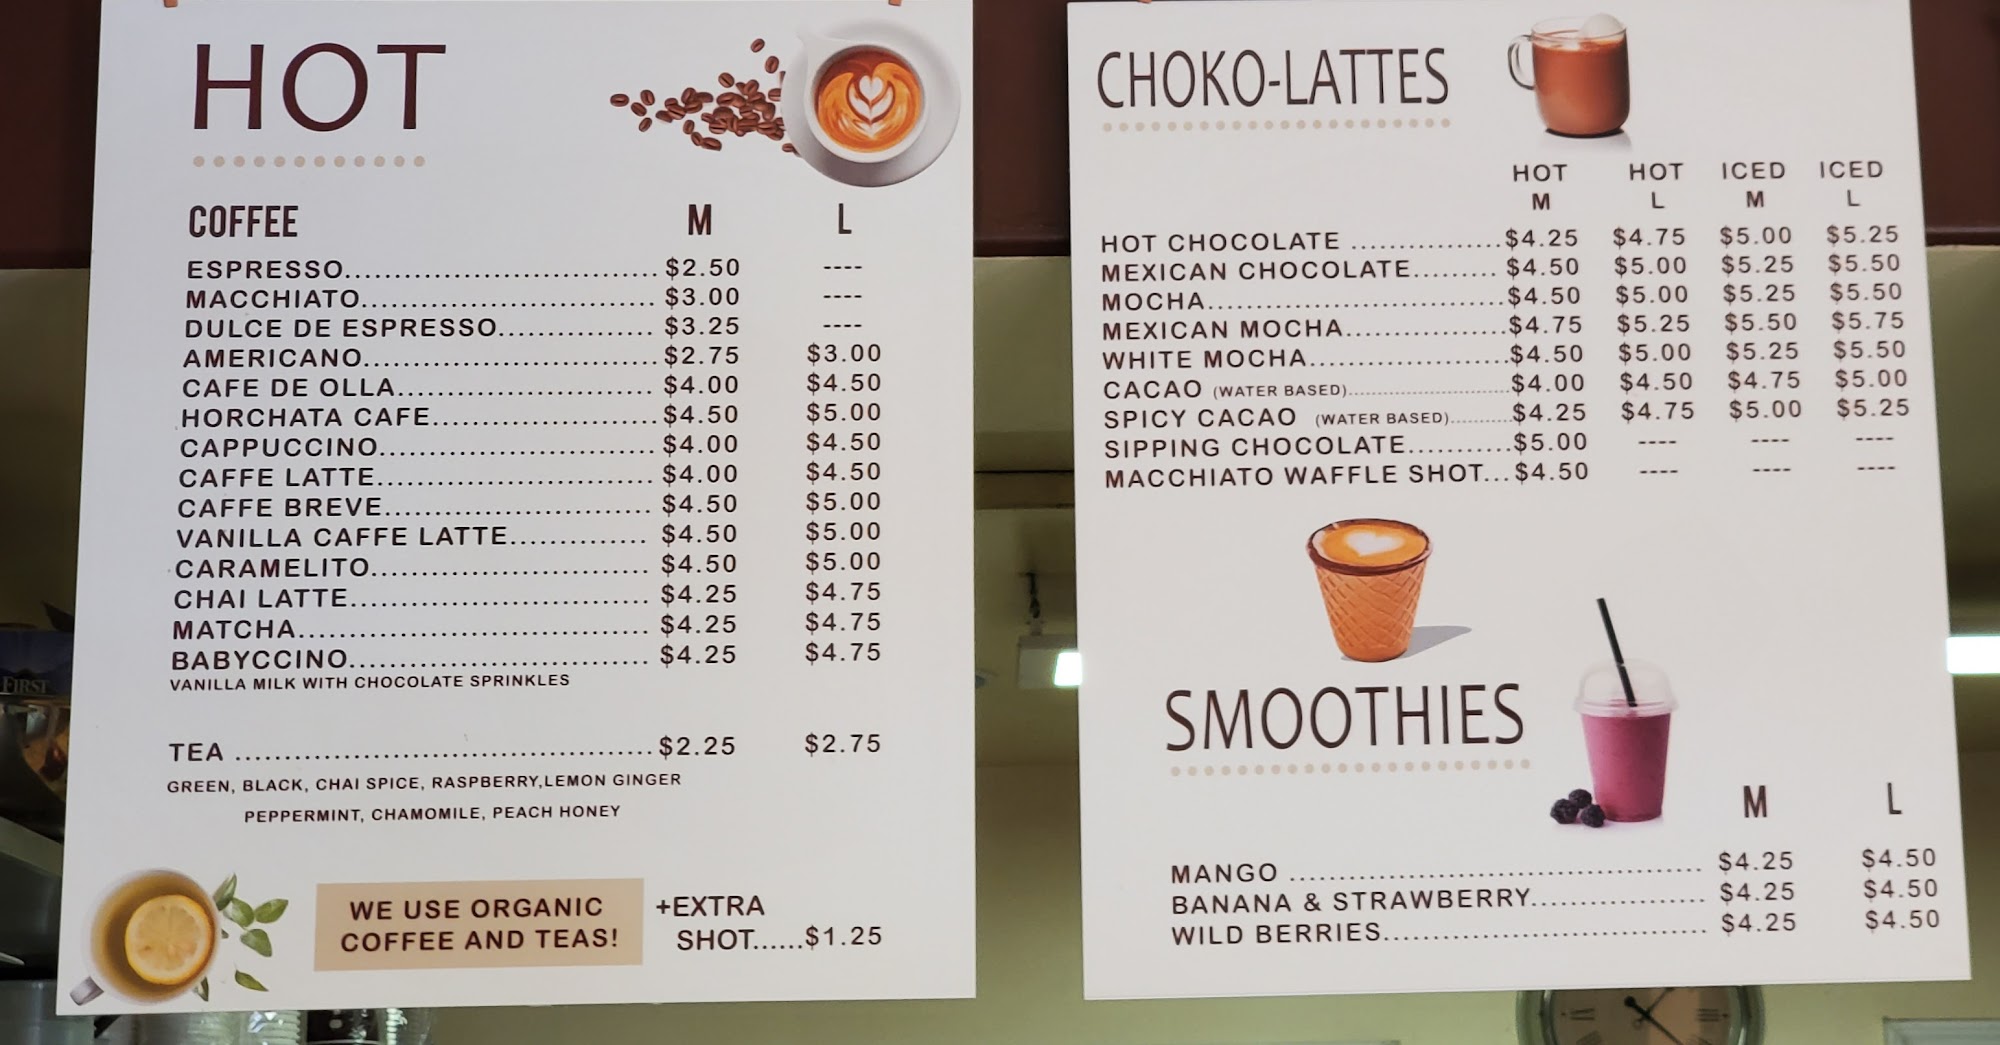 HOT
COFFEE M L
ESPRESSO............................... $2.50 ----
MACCHIATO............................. $3.00 ----
DULCE DE ESPRESSO............... $3.25 ----
AMERICANO............................. $2.75 $3.00
CAFE DE OLLA......................... $4.00 $4.50
HORCHATA CAFE...................... $4.50 $5.00
CAPPUCCINO........................... $4.00 $4.50
CAFFE LATTE........................... $4.00 $4.50
CAFFE BREVE.......................... $4.50 $5.00
VANILLA CAFFE LATTE............. $4.50 $5.00
CARAMELITO........................... $4.50 $5.00
CHAI LATTE............................. $4.25 $4.75
MATCHA.................................. $4.25 $4.75
BABYCCINO............................. $4.25 $4.75
VANILLA MILK WITH CHOCOLATE SPRINKLES
TEA ......................................... $2.25 $2.75
GREEN, BLACK, CHAI SPICE, RASPBERRY,LEMON GINGER
PEPPERMINT, CHAMOMILE, PEACH HONEY
WE USE ORGANIC
COFFEE AND TEAS!
+EXTRA
SHOT......$1.25
CHOKO-LATTES
HOT HOT ICED ICED
M L M L
HOT CHOCOLATE ...............$4.25 $4.75 $5.00 $5.25
MEXICAN CHOCOLATE......... $4.50 $5.00 $5.25 $5.50
MOCHA.............................$4.50 $5.00 $5.25 $5.50
MEXICAN MOCHA................$4.75 $5.25 $5.50 $5.75
WHITE MOCHA....................$4.50 $5.00 $5.25 $5.50
CACAO (WATER BASED)..............................$4.00 $4.50 $4.75 $5.00
SPICY CACAO (WATER BASED)............$4.25 $4.75 $5.00 $5.25
SIPPING CHOCOLATE..........$5.00 ---- ---- ----
MACCHIATO WAFFLE SHOT...$4.50 ---- ---- ----
SMOOTHIES
M L
MANGO ........................................ $4.25 $4.50
BANANA & STRAWBERRY................. $4.25 $4.50
WILD BERRIES................................ $4.25 $4.50
FIRST